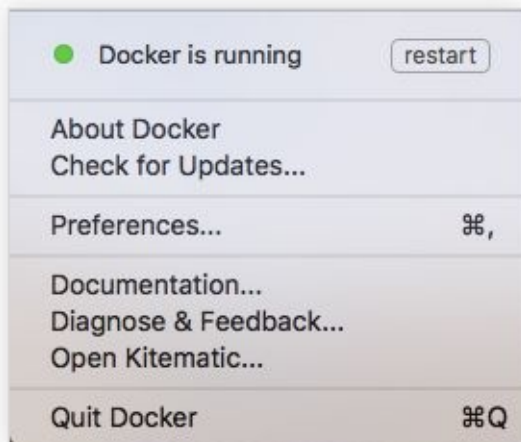 Docker is running restart
About Docker
Check for Updates...
Preferences... ⌘,
Documentation...
Diagnose & Feedback...
Open Kitematic...
Quit Docker ⌘Q